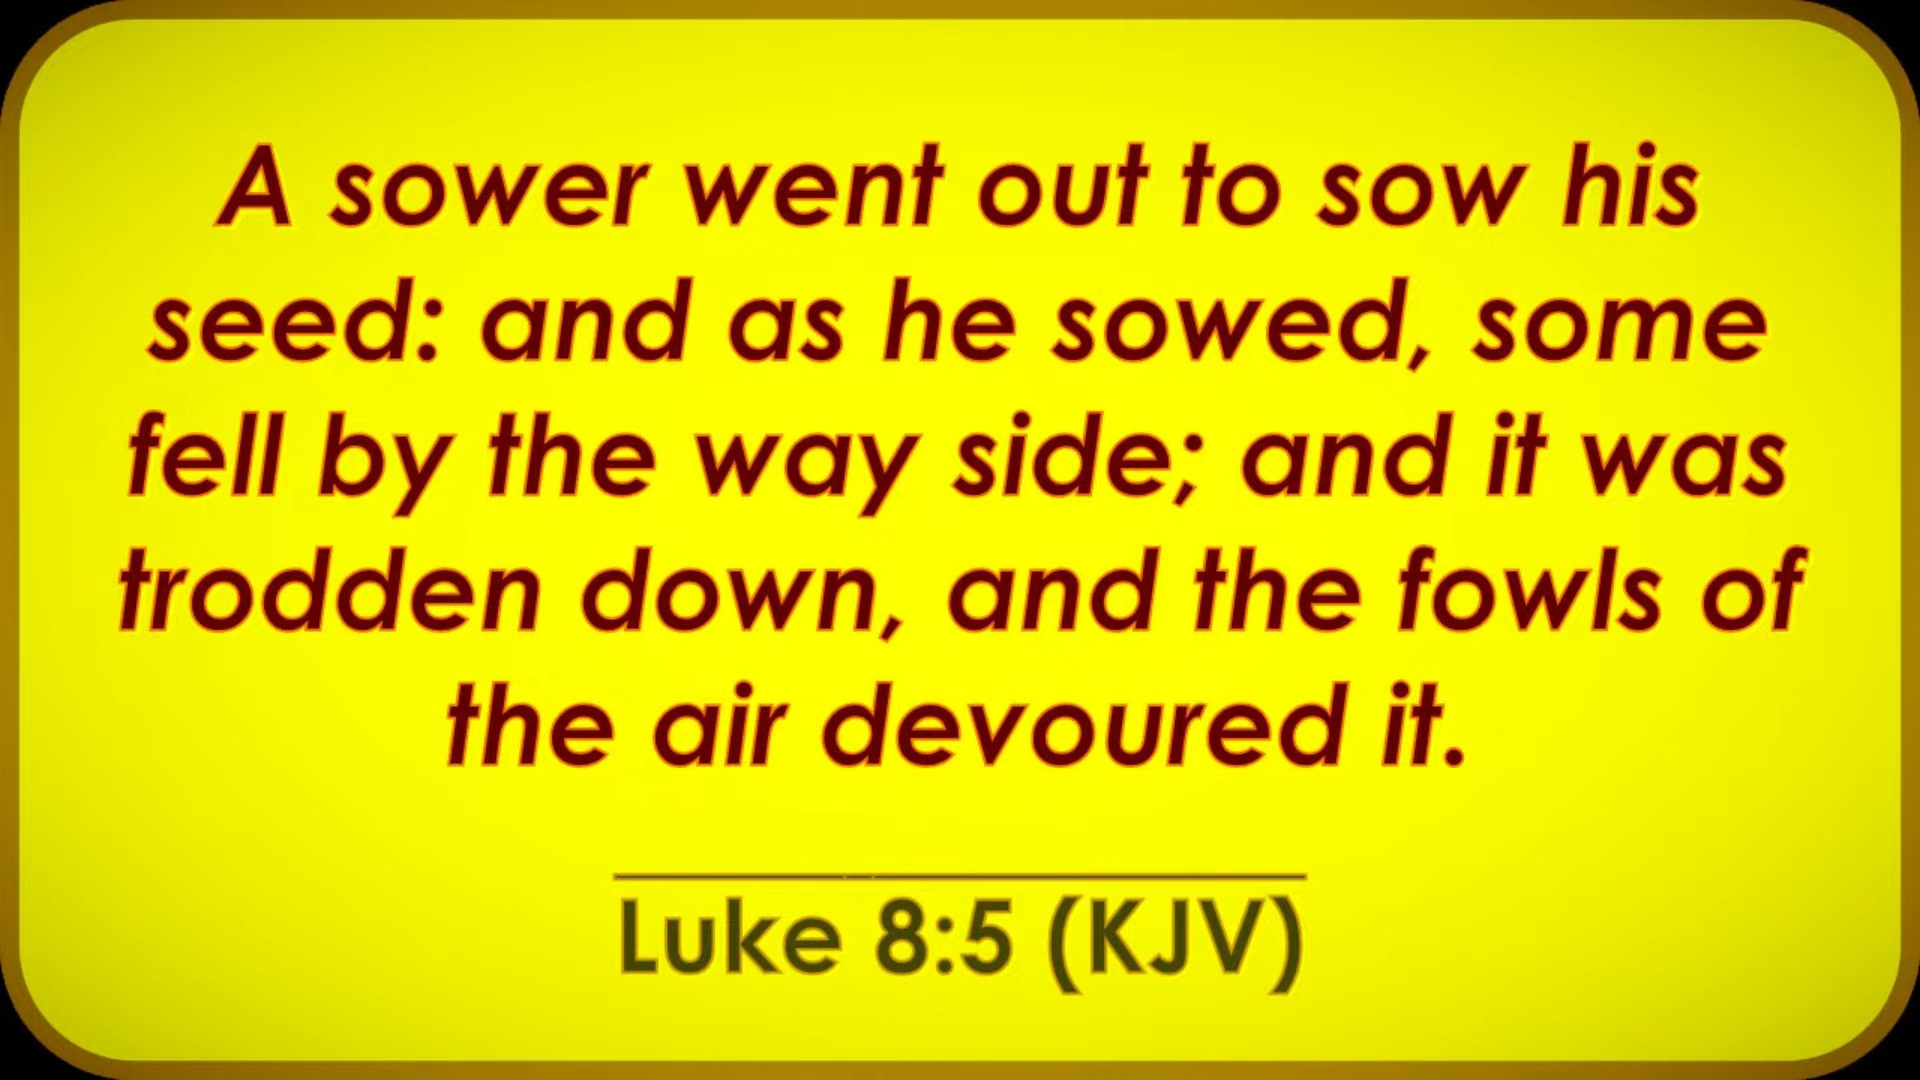 A sower went out to sow his
seed: and as he sowed, some
fell by the way side; and it was
trodden down, and the fowls of
the air devoured it.
Luke 8:5 (KJV)